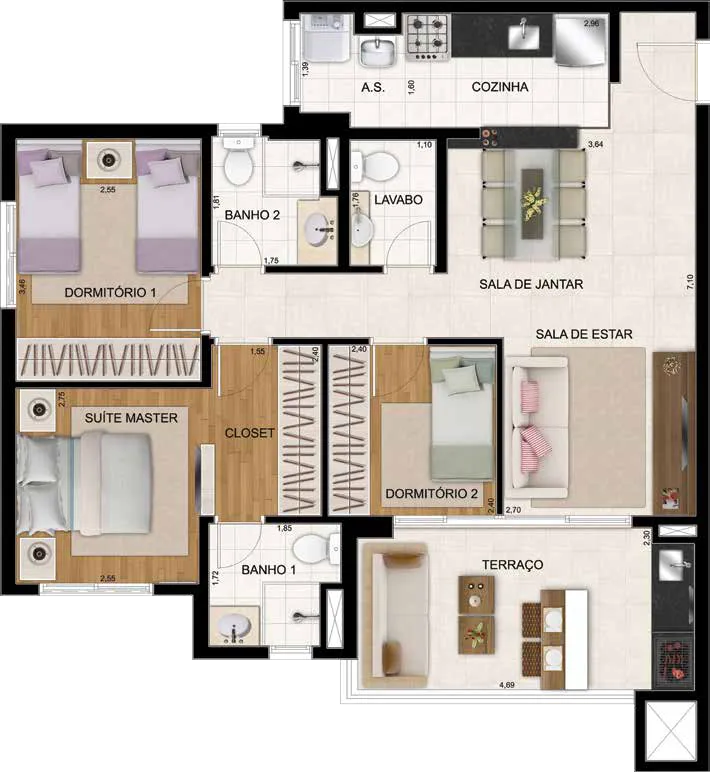 2,96
1,39
A.S.
1,60
COZINHA
1,10
3,64
2,55
1,81
1,76
LAVABO
BANHO 2
1,75
SALA DE JANTAR
7,10
3,46
DORMITÓRIO 1
SALA DE ESTAR
1,55
2,40
2,40
2,75
SUÍTE MASTER
CLOSET
DORMITÓRIO 2
2,40
2,70
1,85
2,30
BANHO 1
1,72
TERRAÇO
2,55
4,69